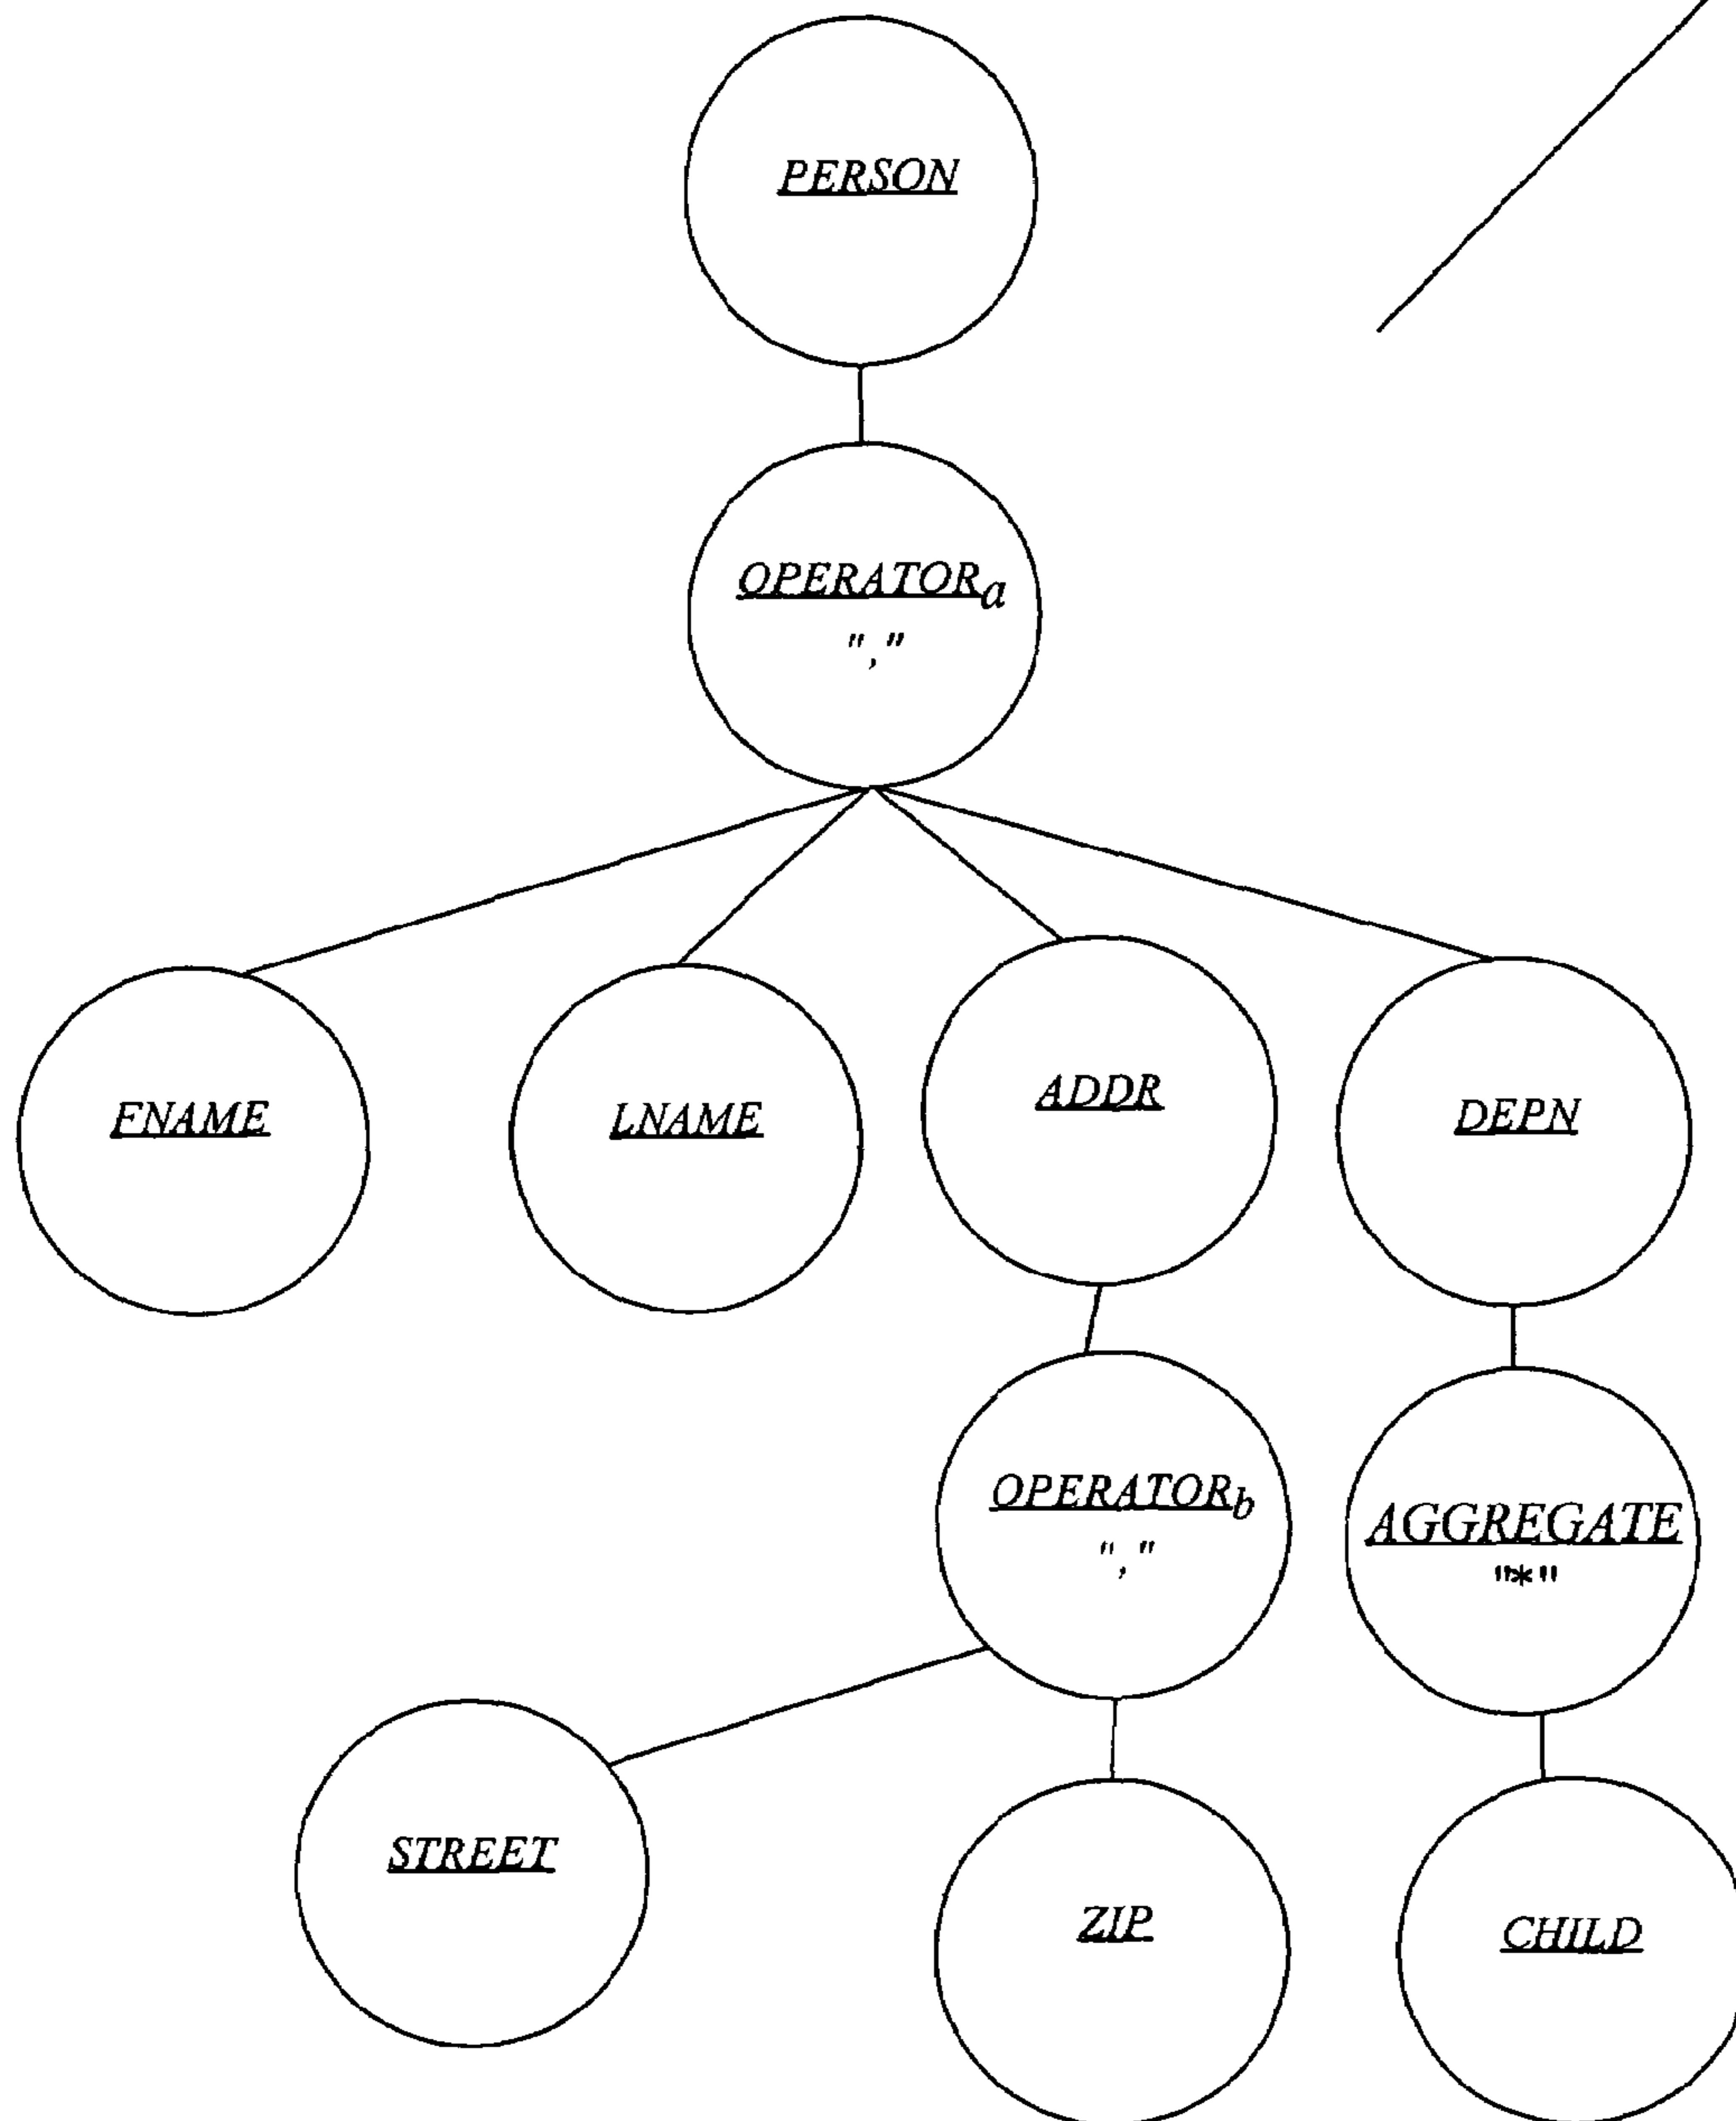 PERSON
OPERATORa
","
FNAME
LNAME
ADDR
DEPN
OPERATORb
","
AGGREGATE
"*"
STREET
ZIP
CHILD